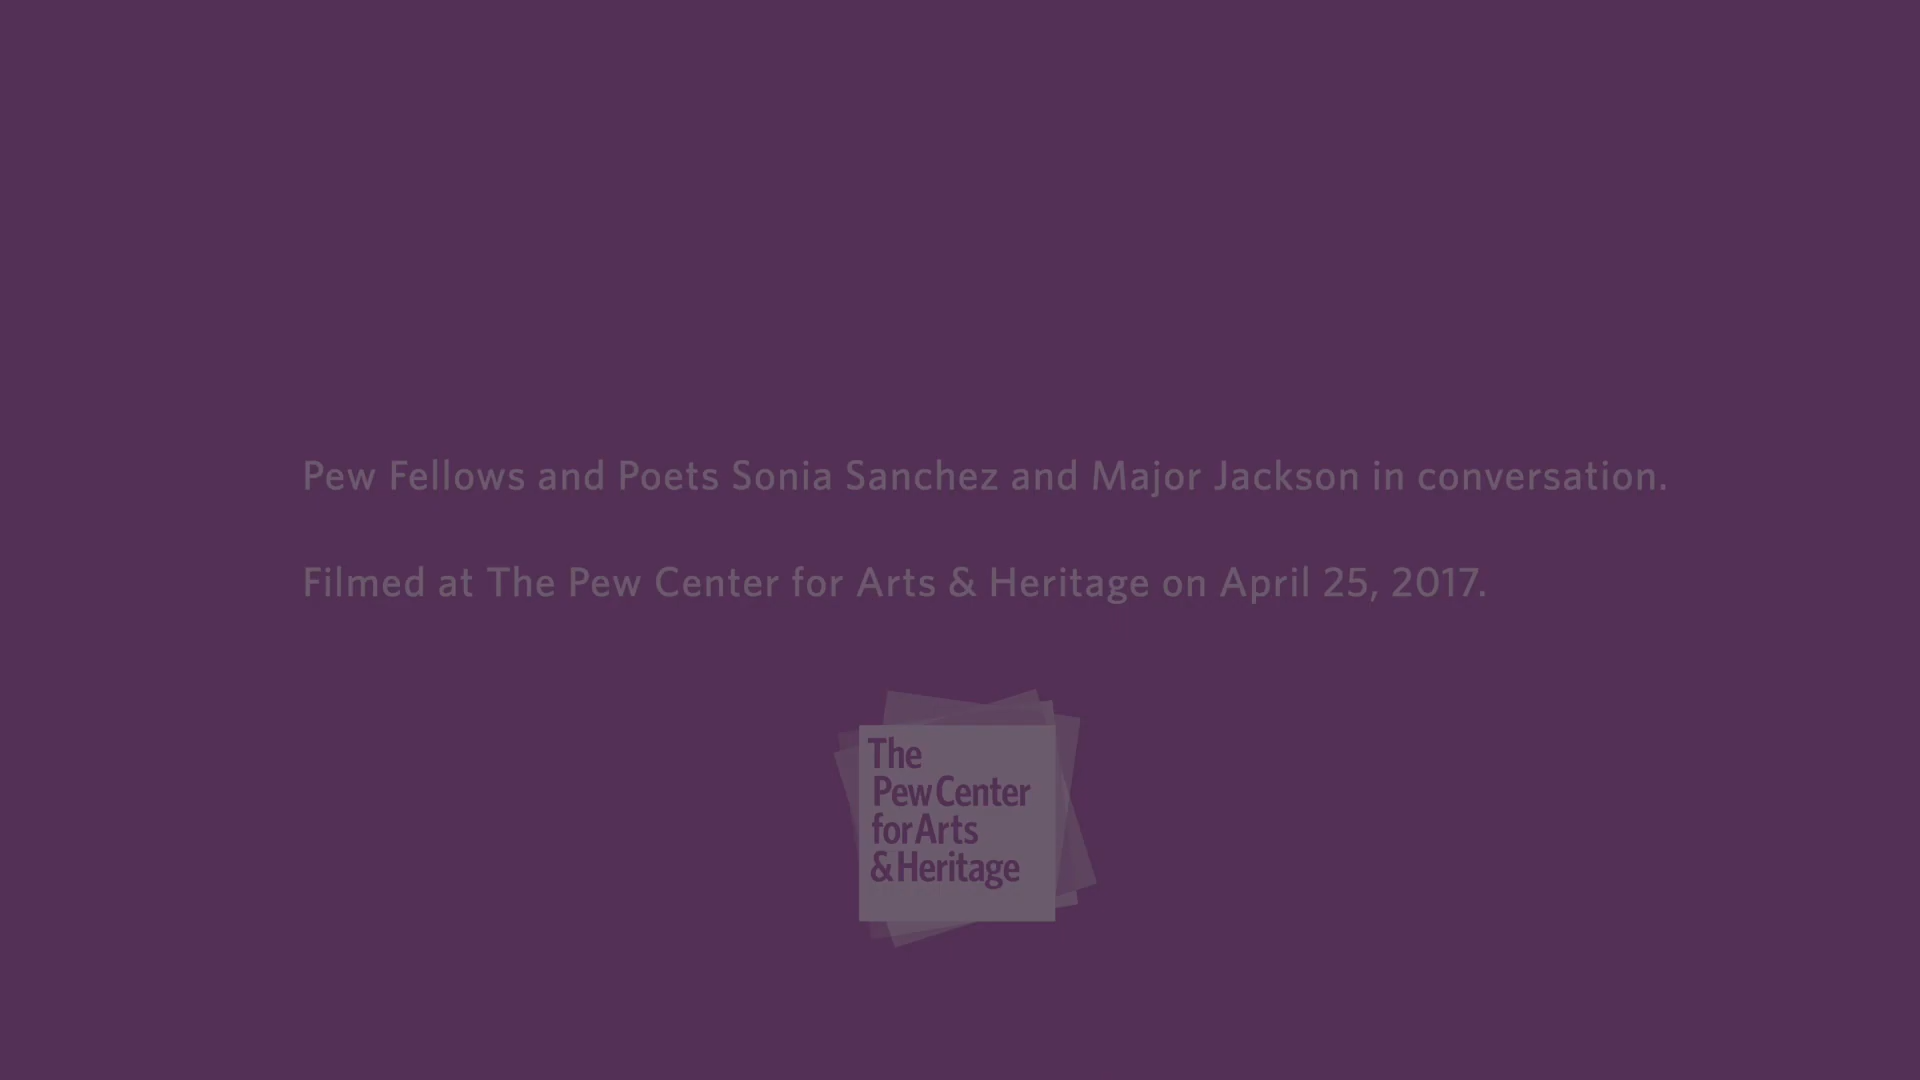 Pew Fellows and Poets Sonia Sanchez and Major Jackson in conversation.
Filmed at The Pew Center for Arts & Heritage on April 25, 2017.
The
Pew Center
for Arts
& Heritage